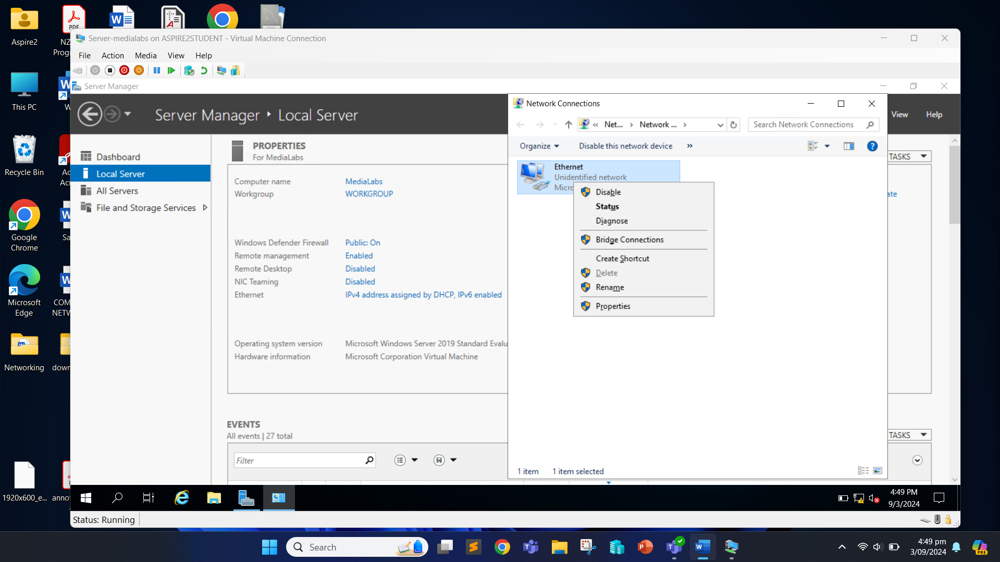 Aspire2
This PC
Recycle Bin
Google
Chrome
Microsoft
Edge
Networking
1920x600_e...
PDF
NZ
Prog
W
Ac
Acr
Sa
COM
NETW
down
annot
Server-medialabs on ASPIRE2STUDENT - Virtual Machine Connection
File Action Media View Help
Server Manager
Server Manager ‣ Local Server
View Help
Dashboard
Local Server
All Servers
File and Storage Services
PROPERTIES
For MediaLabs
TASKS
Computer name MediaLabs
Workgroup WORKGROUP
ate
Windows Defender Firewall Public: On
Remote management Enabled
Remote Desktop Disabled
NIC Teaming Disabled
Ethernet IPv4 address assigned by DHCP, IPv6 enabled
Operating system version Microsoft Windows Server 2019 Standard Evalu
Hardware information Microsoft Corporation Virtual Machine
EVENTS
All events | 27 total
TASKS
Filter
Network Connections
« Net... › Network ... ›
Search Network Connections
Organize Disable this network device »
Ethernet
Unidentified network
Micro
Disable
Status
Diagnose
Bridge Connections
Create Shortcut
Delete
Rename
Properties
1 item 1 item selected
4:49 PM
9/3/2024
Status: Running
Search
4:49 pm
3/09/2024
PRE